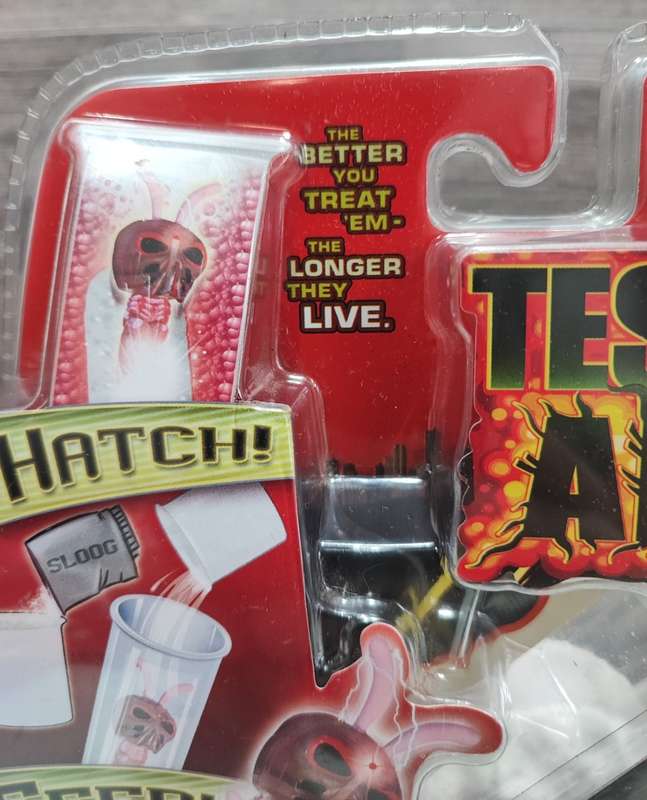 THE
BETTER
YOU
TREAT
'EM-
THE
LONGER
THEY
LIVE.
TES
HATCH!
SLOOG